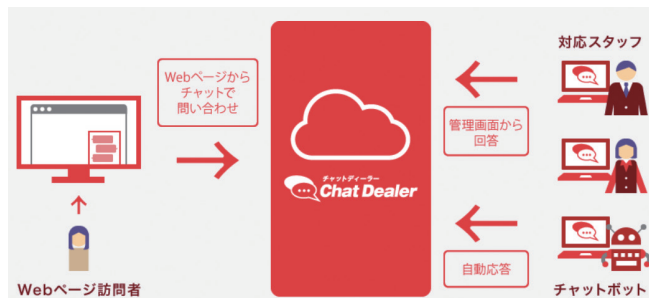 Webページから
チャットで
問い合わせ
Webページ訪問者
チャットディーラー
Chat Dealer
対応スタッフ
管理画面から
回答
自動応答
チャットボット